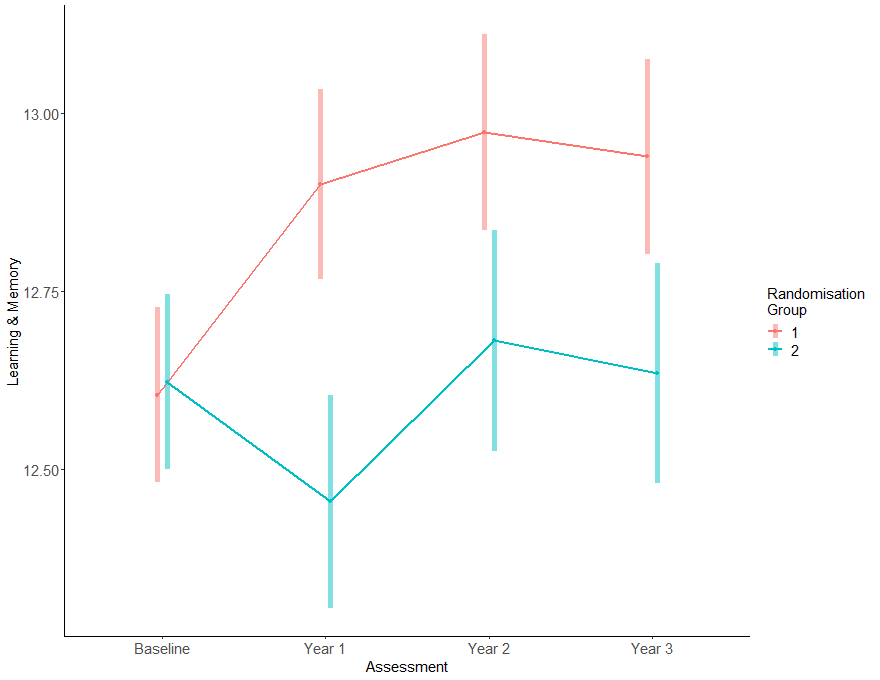 13.00
12.75
12.50
Learning & Memory
Baseline
Year 1
Year 2
Year 3
Assessment
Randomisation
Group
1
2